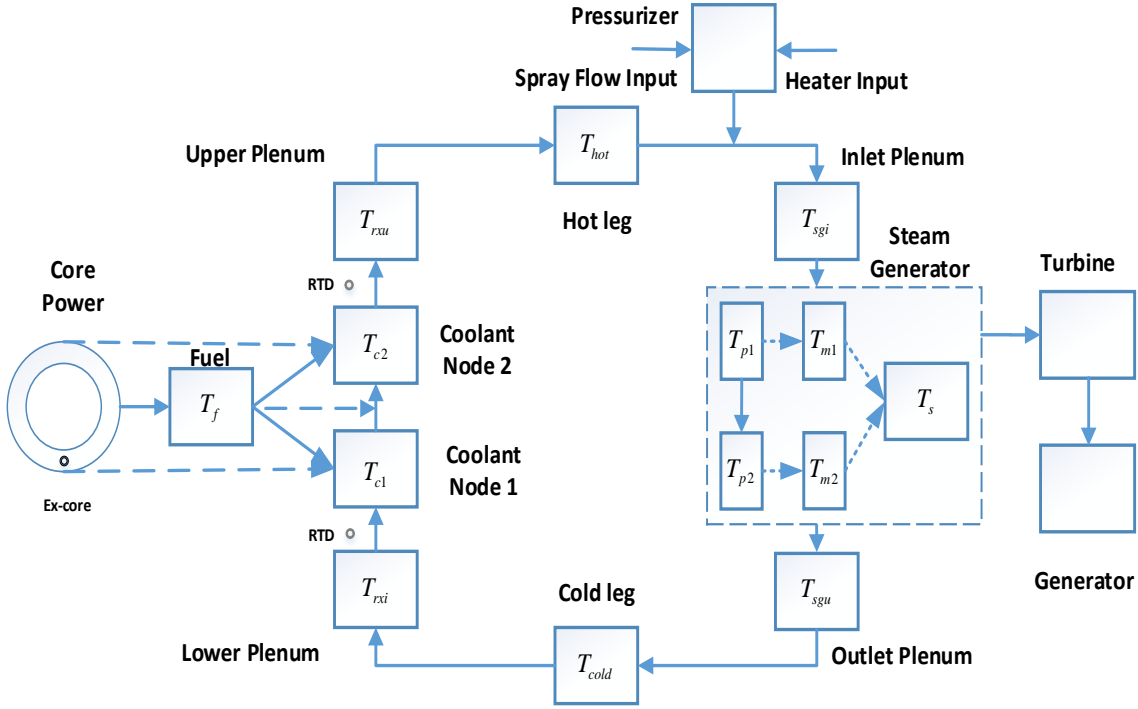 Pressurizer
Spray Flow Input
Heater Input
Upper Plenum
T_hot
Inlet Plenum
Hot leg
T_rxu
T_sgi
Steam
Generator
Turbine
Core
Power
RTD
Fuel
T_c2
Coolant
Node 2
T_p1
T_m1
T_f
T_s
T_c1
Coolant
Node 1
T_p2
T_m2
Ex-core
RTD
T_rxi
Cold leg
T_sgu
Generator
Lower Plenum
T_cold
Outlet Plenum